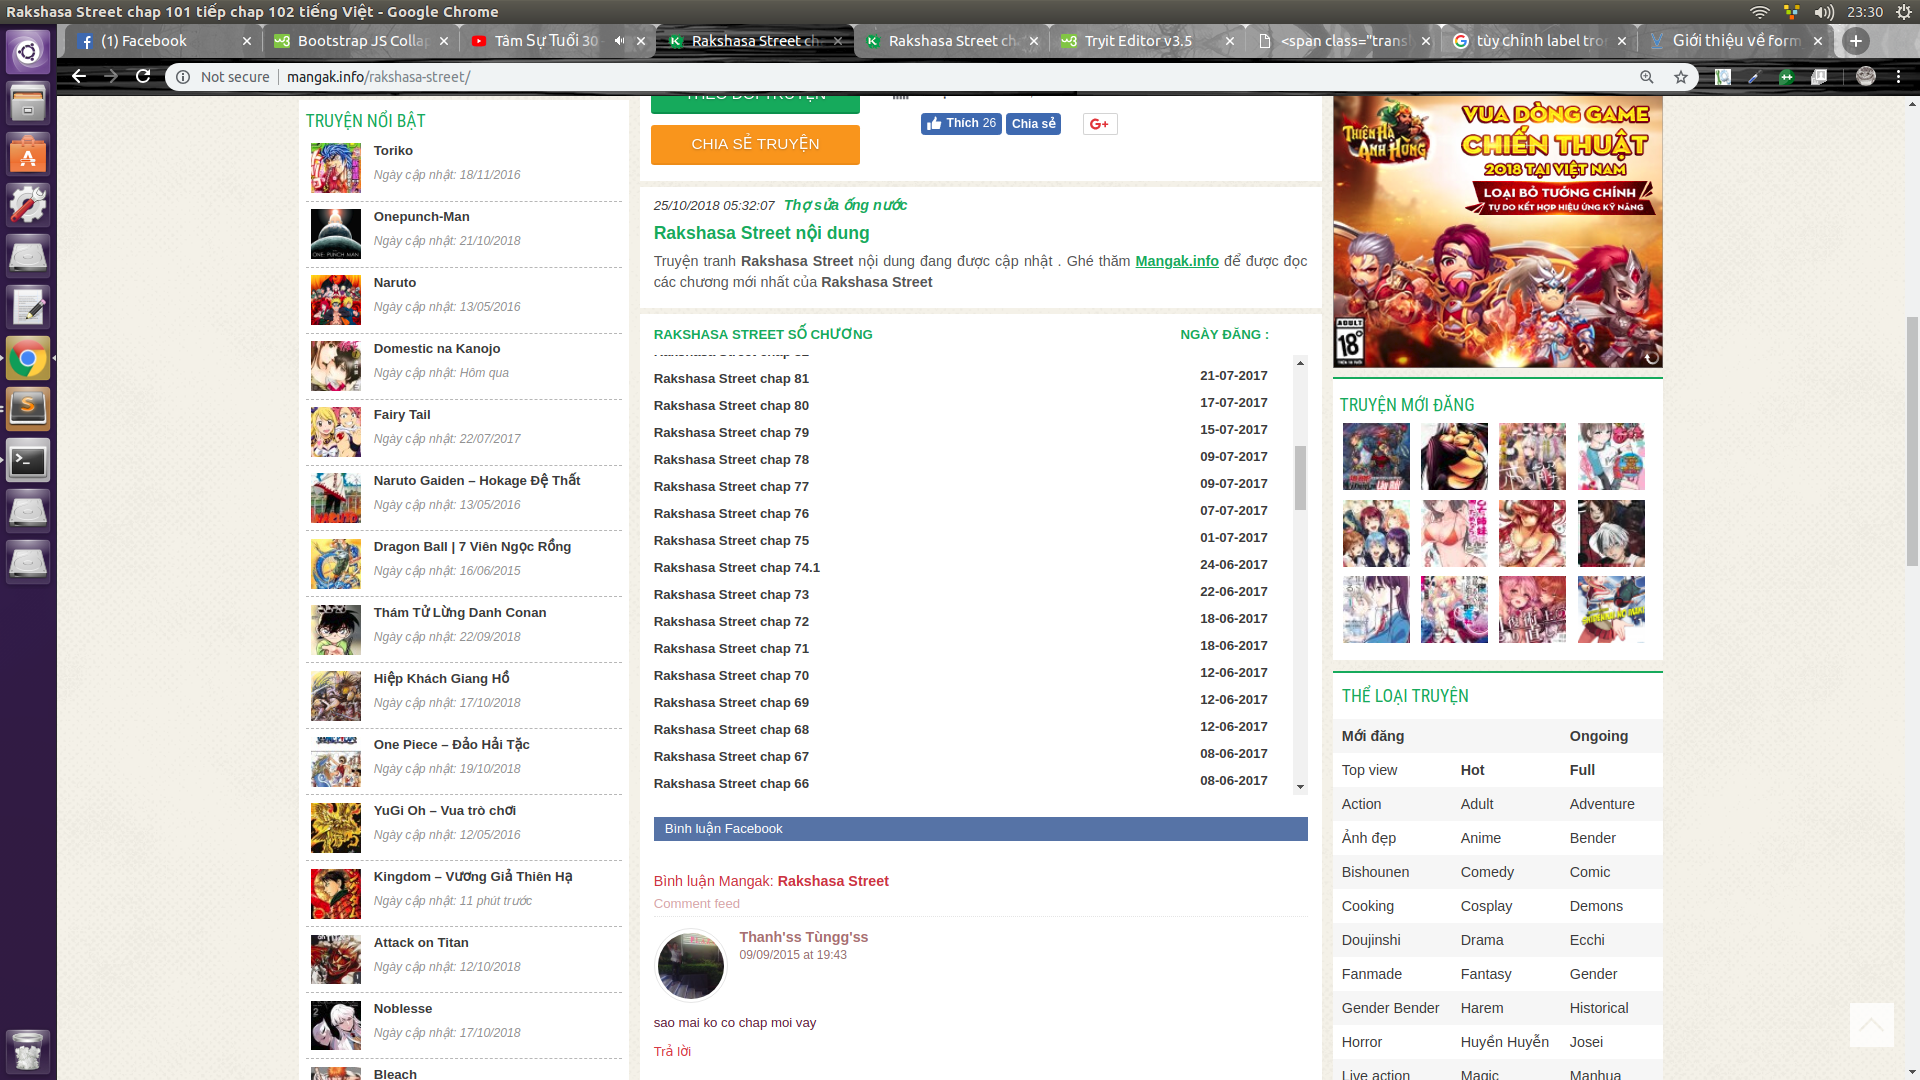 Rakshasa Street chap 101 tiếp chap 102 tiếng Việt - Google Chrome
23:30
(1) Facebook
Bootstrap JS Colla
Tâm Sự Tuổi 30
Rakshasa Street ch
Rakshasa Street ch
Tryit Editor v3.5
<span class="trans
tùy chỉnh label tro
Giới thiệu về form
Not secure
mangak.info/rakshasa-street/
TRUYỆN NỔI BẬT
Toriko
Ngày cập nhật: 18/11/2016
Onepunch-Man
Ngày cập nhật: 21/10/2018
Naruto
Ngày cập nhật: 13/05/2016
Domestic na Kanojo
Ngày cập nhật: Hôm qua
Fairy Tail
Ngày cập nhật: 22/07/2017
Naruto Gaiden – Hokage Đệ Thất
Ngày cập nhật: 13/05/2016
Dragon Ball | 7 Viên Ngọc Rồng
Ngày cập nhật: 16/06/2015
Thám Tử Lừng Danh Conan
Ngày cập nhật: 22/09/2018
Hiệp Khách Giang Hồ
Ngày cập nhật: 17/10/2018
One Piece – Đảo Hải Tặc
Ngày cập nhật: 19/10/2018
YuGi Oh – Vua trò chơi
Ngày cập nhật: 12/05/2016
Kingdom – Vương Giả Thiên Hạ
Ngày cập nhật: 11 phút trước
Attack on Titan
Ngày cập nhật: 12/10/2018
Noblesse
Ngày cập nhật: 17/10/2018
Bleach
THEO DÕI TRUYỆN
CHIA SẺ TRUYỆN
Thích 26
Chia sẻ
G+
25/10/2018 05:32:07 Thợ sửa ống nước
Rakshasa Street nội dung
Truyện tranh Rakshasa Street nội dung đang được cập nhật . Ghé thăm Mangak.info để được đọc
các chương mới nhất của Rakshasa Street
RAKSHASA STREET SỐ CHƯƠNG NGÀY ĐĂNG :
Rakshasa Street chap 82
Rakshasa Street chap 81 21-07-2017
Rakshasa Street chap 80 17-07-2017
Rakshasa Street chap 79 15-07-2017
Rakshasa Street chap 78 09-07-2017
Rakshasa Street chap 77 09-07-2017
Rakshasa Street chap 76 07-07-2017
Rakshasa Street chap 75 01-07-2017
Rakshasa Street chap 74.1 24-06-2017
Rakshasa Street chap 73 22-06-2017
Rakshasa Street chap 72 18-06-2017
Rakshasa Street chap 71 18-06-2017
Rakshasa Street chap 70 12-06-2017
Rakshasa Street chap 69 12-06-2017
Rakshasa Street chap 68 12-06-2017
Rakshasa Street chap 67 08-06-2017
Rakshasa Street chap 66 08-06-2017
Bình luận Facebook
Bình luận Mangak: Rakshasa Street
Comment feed
Thanh'ss Tùngg'ss
09/09/2015 at 19:43
sao mai ko co chap moi vay
Trả lời
THIÊN HẠ
ANH HÙNG
VUA DÒNG GAME
CHIẾN THUẬT
2018 TẠI VIỆT NAM
LOẠI BỎ TƯỚNG CHÍNH
TỰ DO KẾT HỢP HIỆU ỨNG KỸ NĂNG
ADULT
18+
TRUYỆN MỚI ĐĂNG
THỂ LOẠI TRUYỆN
Mới đăng Ongoing
Top view Hot Full
Action Adult Adventure
Ảnh đẹp Anime Bender
Bishounen Comedy Comic
Cooking Cosplay Demons
Doujinshi Drama Ecchi
Fanmade Fantasy Gender
Gender Bender Harem Historical
Horror Huyền Huyễn Josei
Live action Magic Manhua